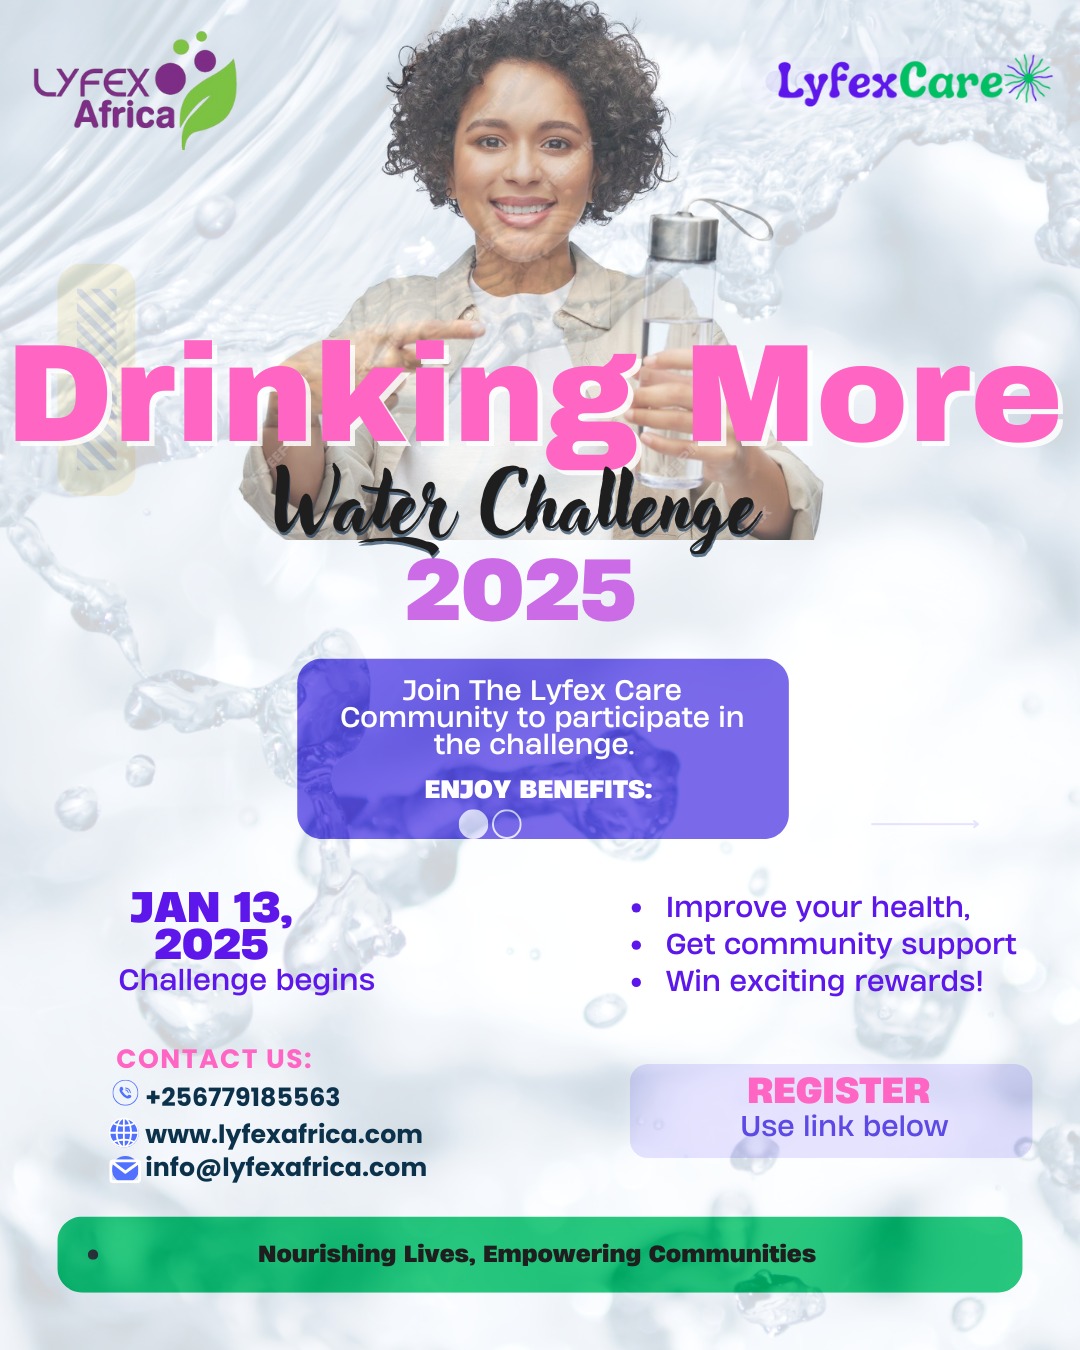 LYFEX
Africa
LyfexCare
Drinking More
Water Challenge
2025
Join The Lyfex Care
Community to participate in
the challenge.
ENJOY BENEFITS:
JAN 13,
2025
Challenge begins
• Improve your health,
• Get community support
• Win exciting rewards!
CONTACT US:
+256779185563
www.lyfexafrica.com
info@lyfexafrica.com
REGISTER
Use link below
• Nourishing Lives, Empowering Communities